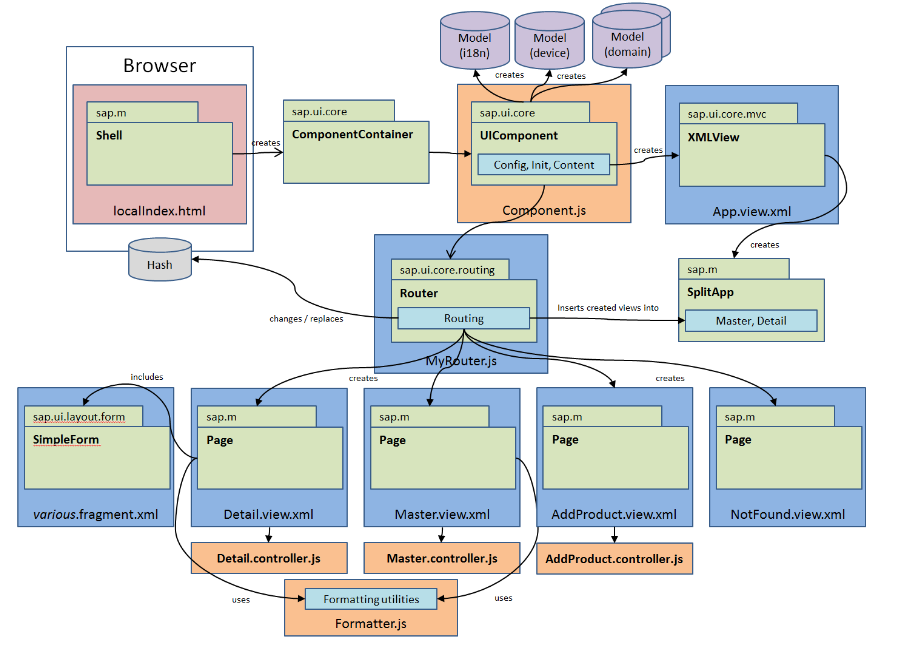 Model
(i18n)
Model
(device)
Model
(domain)
creates
creates
Browser
sap.m
Shell
localIndex.html
creates
sap.ui.core
ComponentContainer
sap.ui.core
UIComponent
Config, Init, Content
Component.js
creates
sap.ui.core.mvc
XMLView
App.view.xml
creates
Hash
changes / replaces
sap.ui.core.routing
Router
Routing
MyRouter.js
Inserts created views into
sap.m
SplitApp
Master, Detail
includes
creates
creates
sap.ui.layout.form
SimpleForm
various.fragment.xml
sap.m
Page
Detail.view.xml
sap.m
Page
Master.view.xml
sap.m
Page
AddProduct.view.xml
sap.m
Page
NotFound.view.xml
Detail.controller.js
Master.controller.js
AddProduct.controller.js
uses
Formatting utilities
uses
Formatter.js